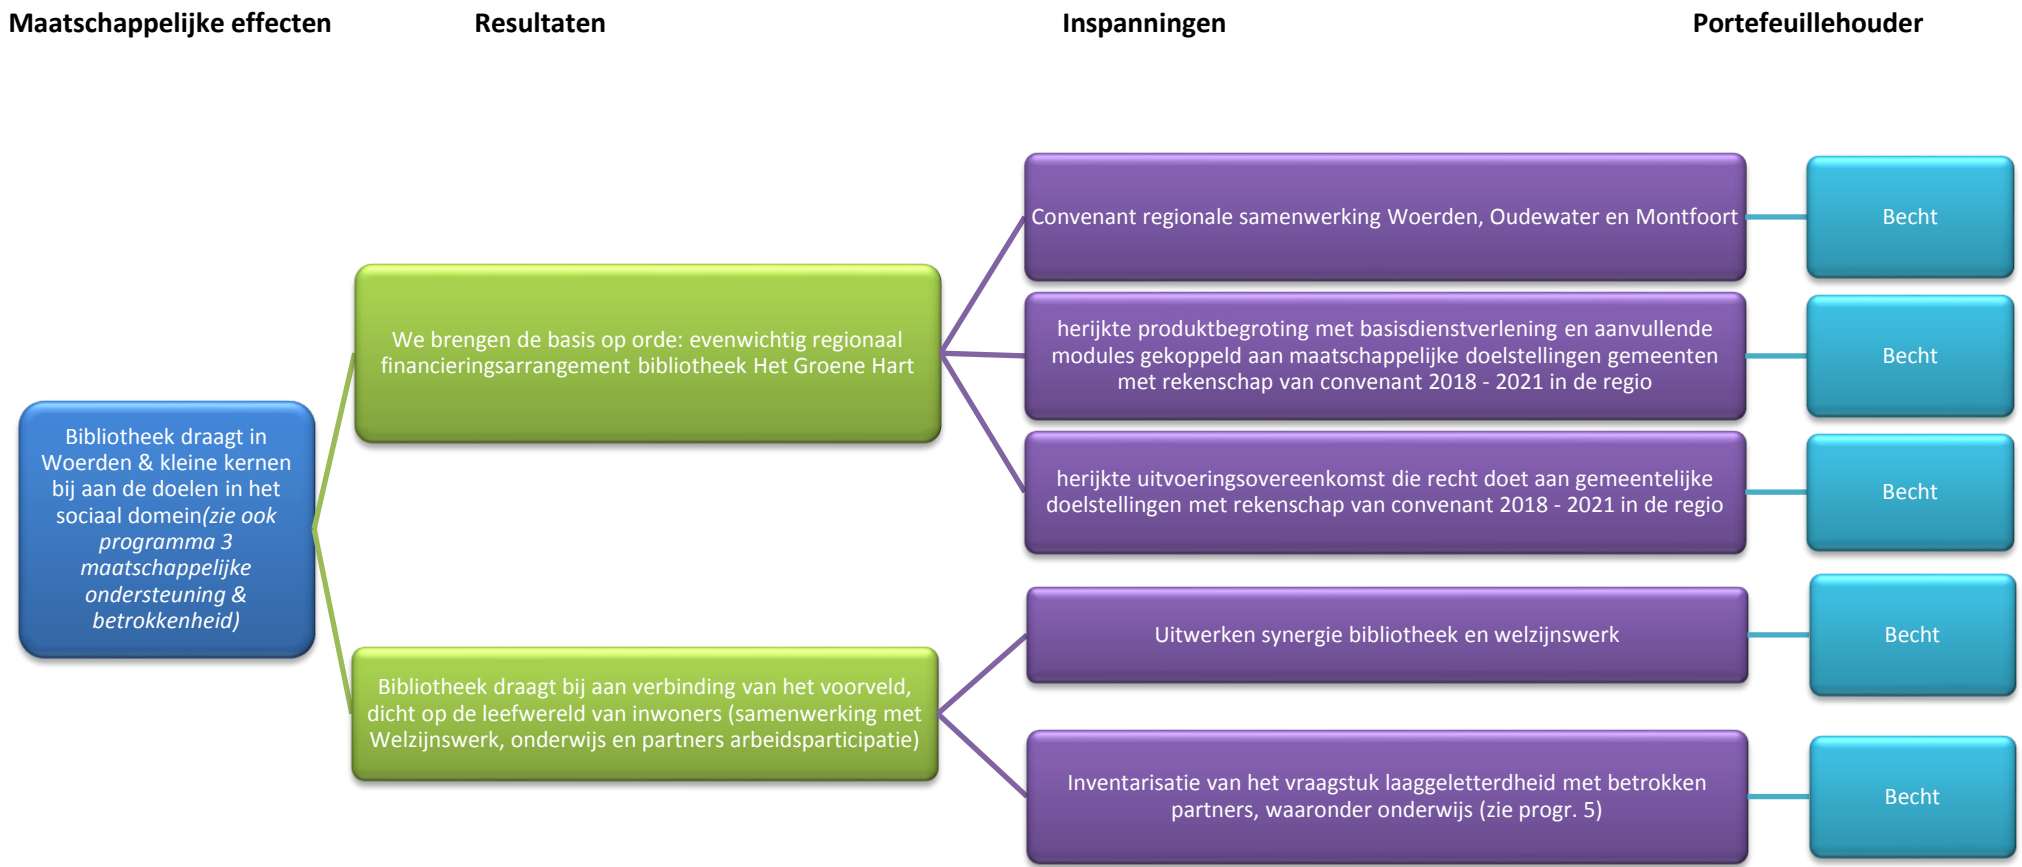 Maatschappelijke effecten
Resultaten
Inspanningen
Portefeuillehouder
Bibliotheek draagt in
Woerden & kleine kernen
bij aan de doelen in het
sociaal domein(zie ook
programma 3
maatschappelijke
ondersteuning &
betrokkenheid)
We brengen de basis op orde: evenwichtig regionaal
financieringsarrangement bibliotheek Het Groene Hart
Convenant regionale samenwerking Woerden, Oudewater en Montfoort
Becht
herijkte produktbegroting met basisdienstverlening en aanvullende
modules gekoppeld aan maatschappelijke doelstellingen gemeenten
met rekenschap van convenant 2018 - 2021 in de regio
Becht
herijkte uitvoeringsovereenkomst die recht doet aan gemeentelijke
doelstellingen met rekenschap van convenant 2018 - 2021 in de regio
Becht
Bibliotheek draagt bij aan verbinding van het voorveld,
dicht op de leefwereld van inwoners (samenwerking met
Welzijnswerk, onderwijs en partners arbeidsparticipatie)
Uitwerken synergie bibliotheek en welzijnswerk
Becht
Inventarisatie van het vraagstuk laaggeletterdheid met betrokken
partners, waaronder onderwijs (zie progr. 5)
Becht